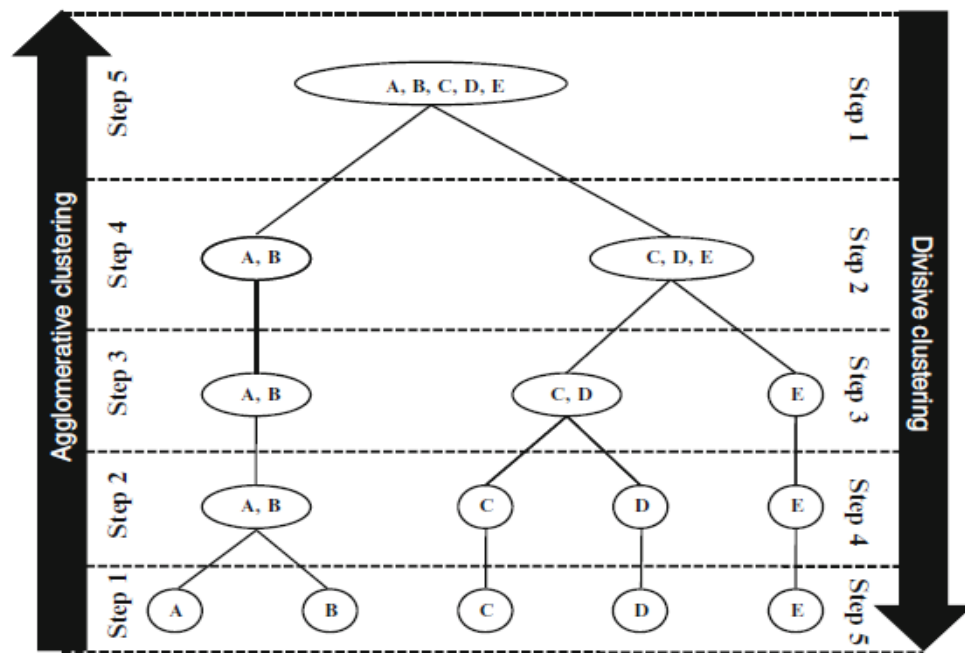 Agglomerative clustering
Divisive clustering
Step 5
A, B, C, D, E
Step 1
Step 4
A, B
C, D, E
Step 2
Step 3
A, B
C, D
E
Step 3
Step 2
A, B
C
D
E
Step 4
Step 1
A
B
C
D
E
Step 5